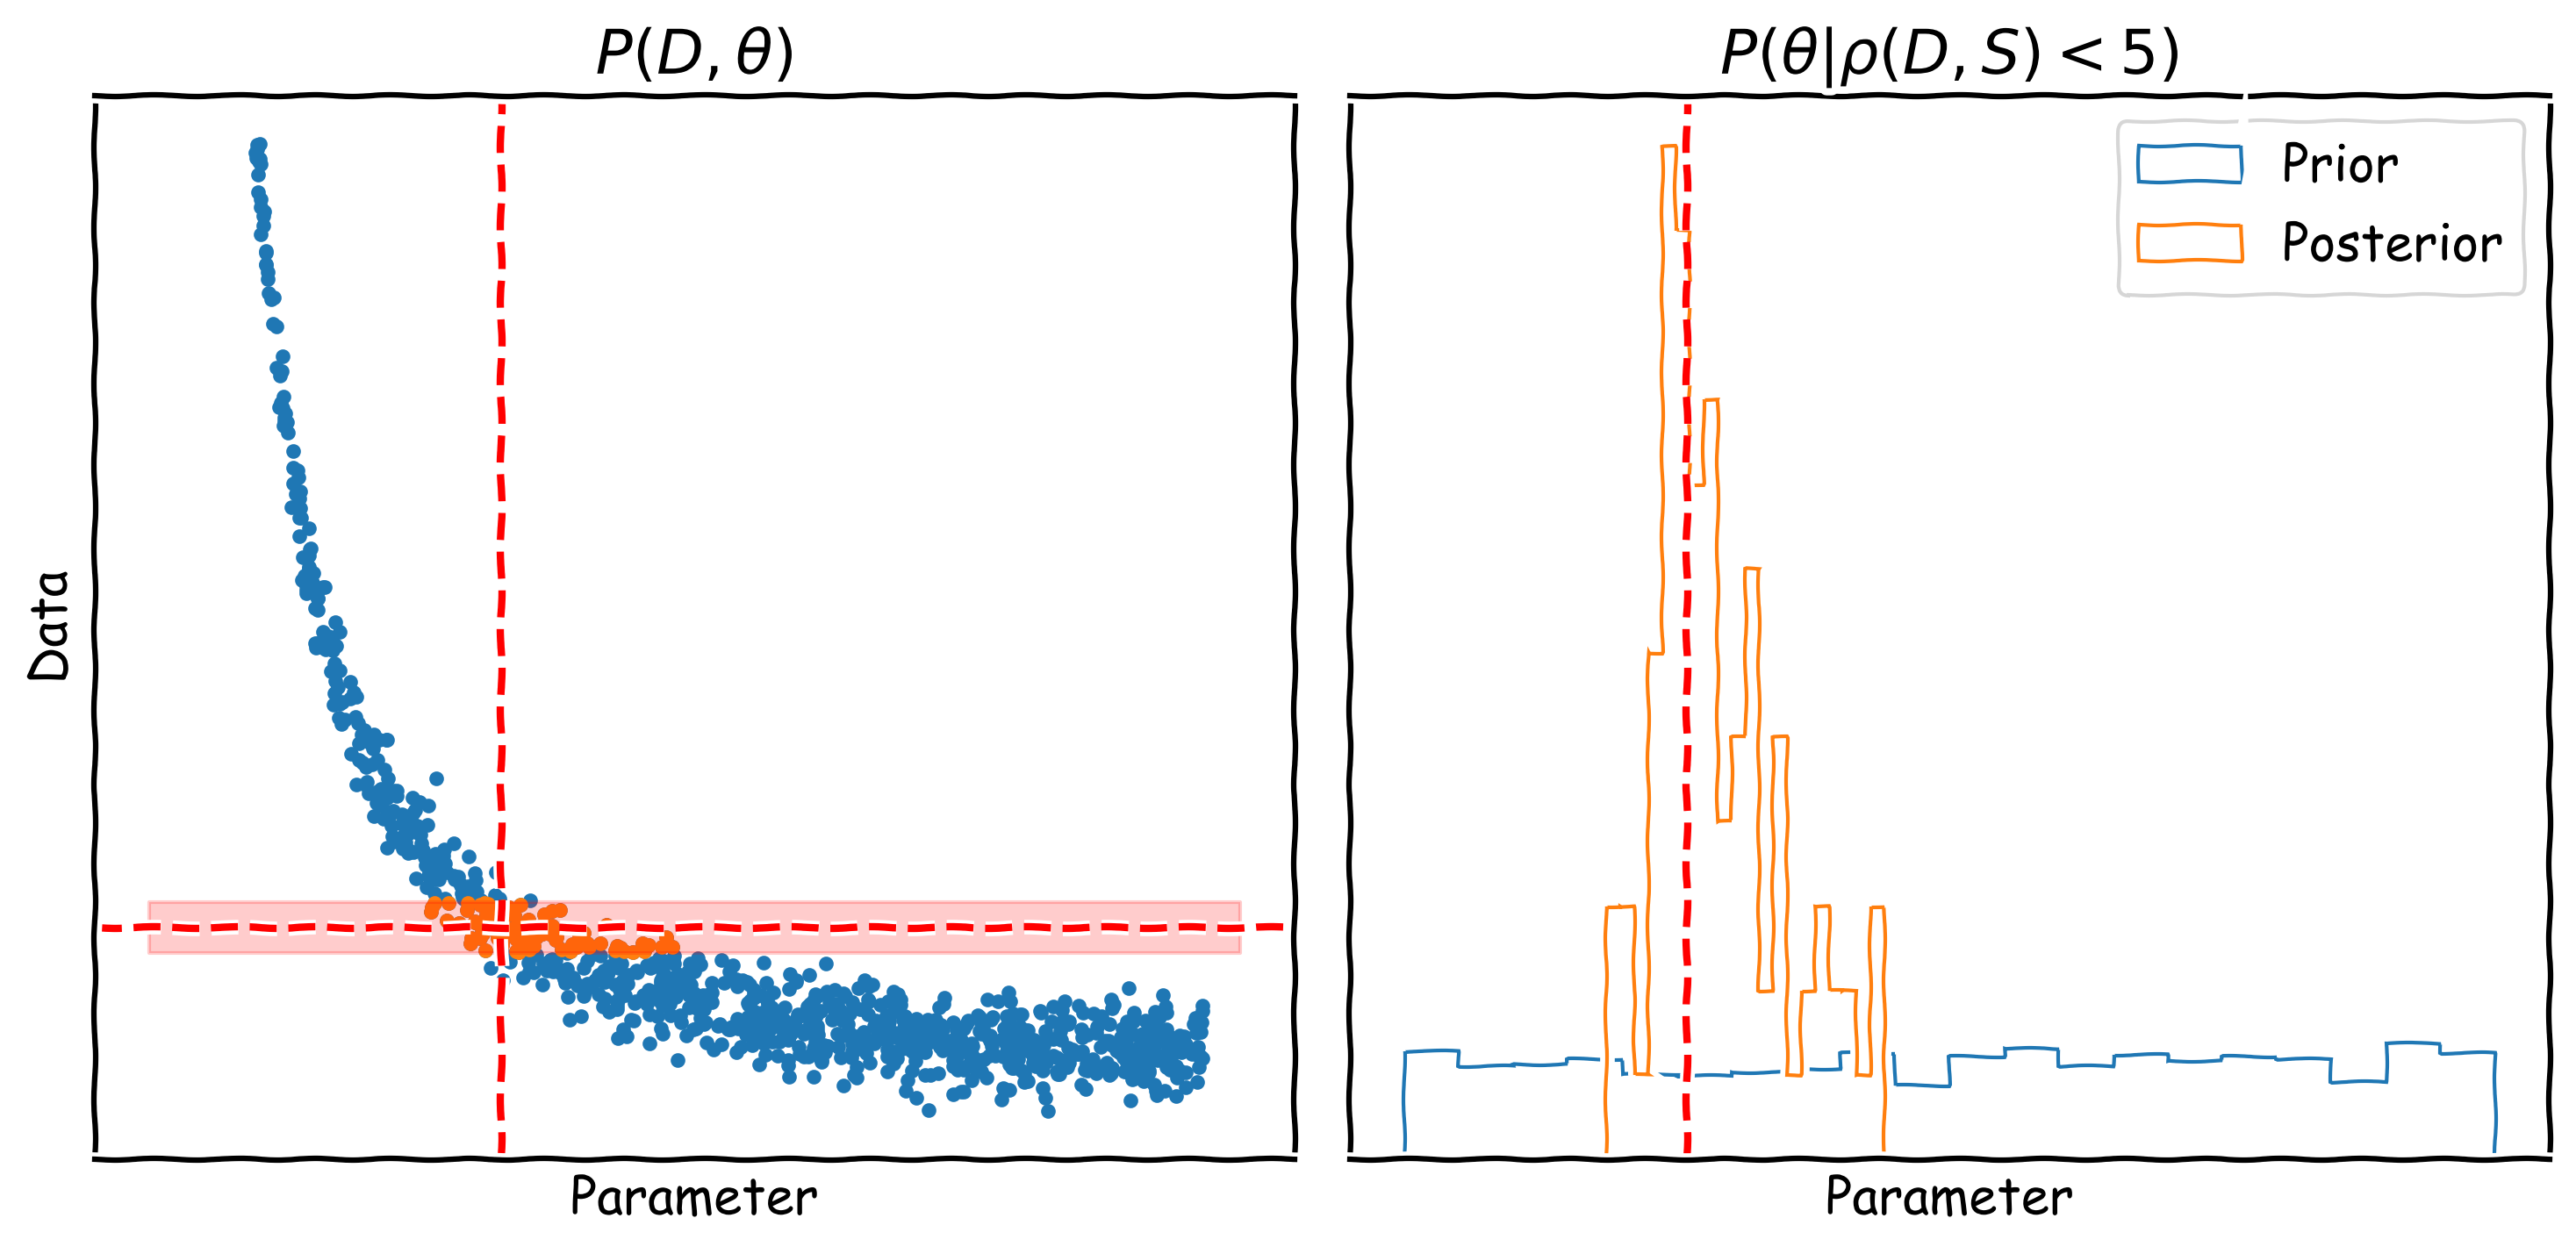 P(D, θ)
Data
Parameter
P(θ|ρ(D, S) < 5)
Prior
Posterior
Parameter